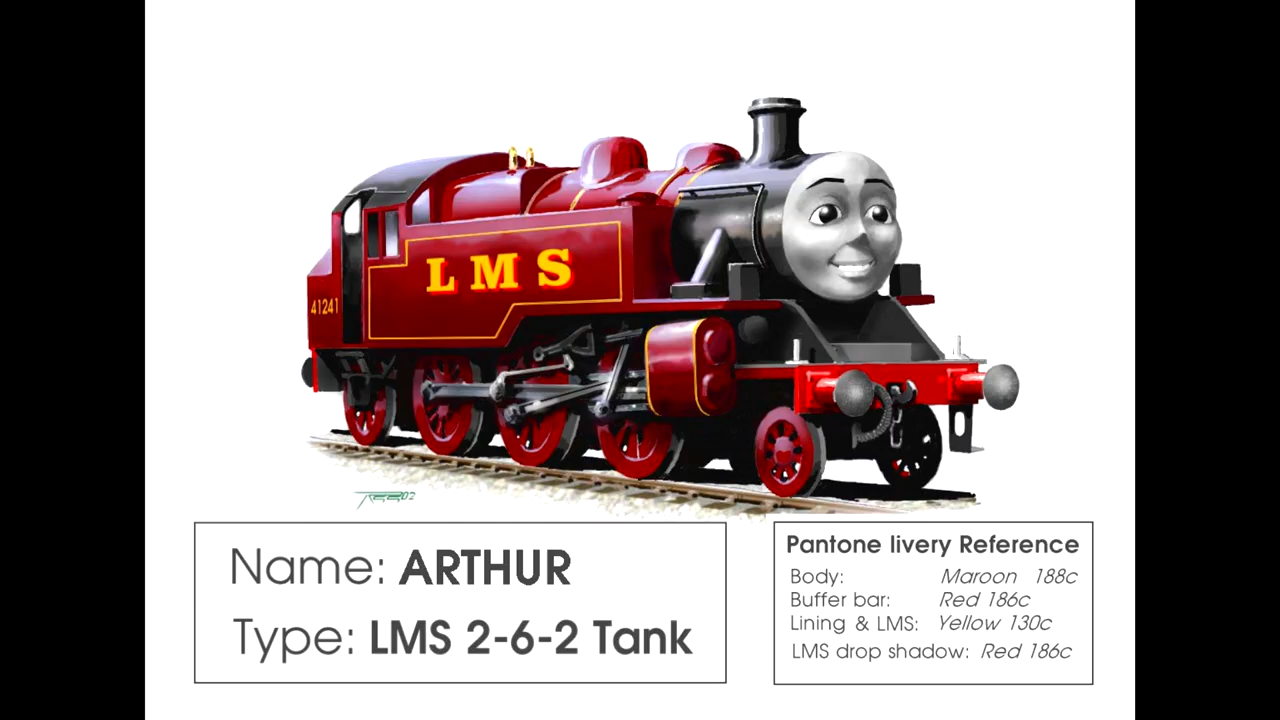 LMS
41241
Name: ARTHUR
Type: LMS 2-6-2 Tank
Pantone livery Reference
Body: Maroon 188c
Buffer bar: Red 186c
Lining & LMS: Yellow 130c
LMS drop shadow: Red 186c